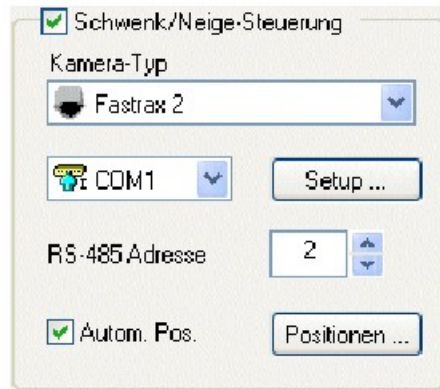 Schwenk/Neige-Steuerung
Kamera-Typ
Fastrax 2
COM1
Setup ...
RS-485 Adresse
2
Autom. Pos.
Positionen ...